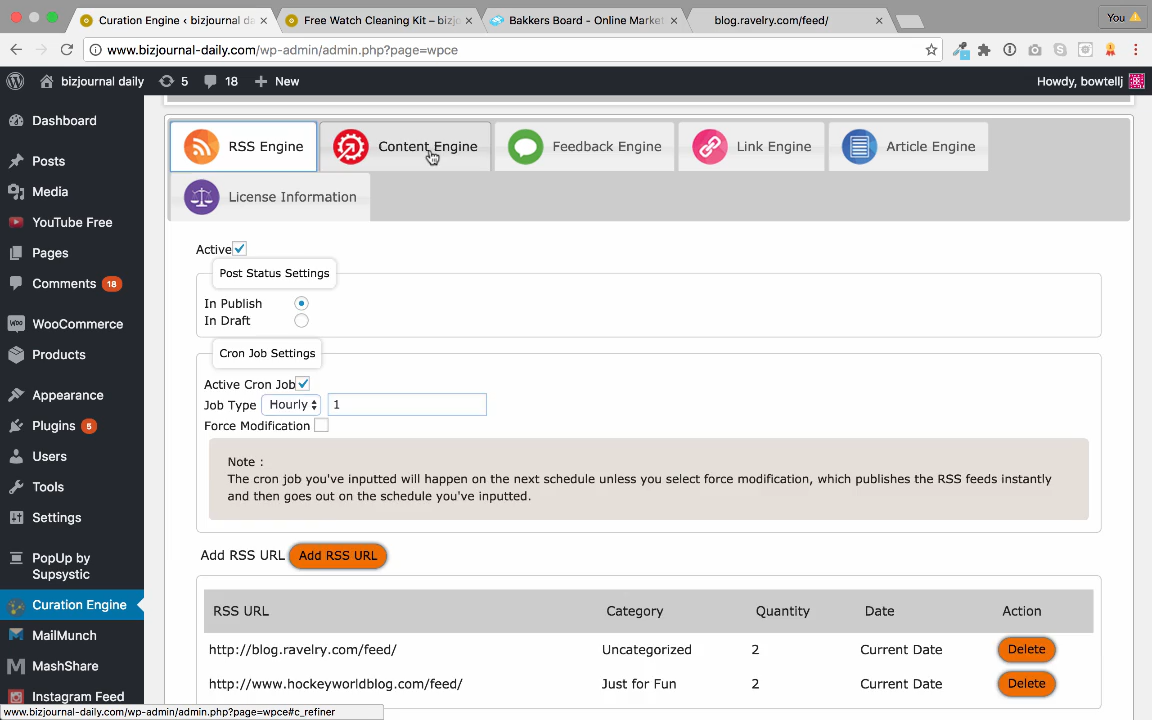 Curation Engine ‹ bizjournal da
Free Watch Cleaning Kit – bizjo
Bakkers Board - Online Market
blog.ravelry.com/feed/
You
www.bizjournal-daily.com/wp-admin/admin.php?page=wpce
bizjournal daily
5
18
New
Howdy, bowtellj
Dashboard
Posts
Media
YouTube Free
Pages
Comments 18
WooCommerce
Products
Appearance
Plugins 5
Users
Tools
Settings
PopUp by
Supsystic
Curation Engine
MailMunch
MashShare
Instagram Feed
RSS Engine
Content Engine
Feedback Engine
Link Engine
Article Engine
License Information
Active
Post Status Settings
In Publish
In Draft
Cron Job Settings
Active Cron Job
Job Type Hourly 1
Force Modification
Note :
The cron job you've inputted will happen on the next schedule unless you select force modification, which publishes the RSS feeds instantly
and then goes out on the schedule you've inputted.
Add RSS URL Add RSS URL
RSS URL Category Quantity Date Action
http://blog.ravelry.com/feed/ Uncategorized 2 Current Date Delete
http://www.hockeyworldblog.com/feed/ Just for Fun 2 Current Date Delete
www.bizjournal-daily.com/wp-admin/admin.php?page=wpce#c_refiner